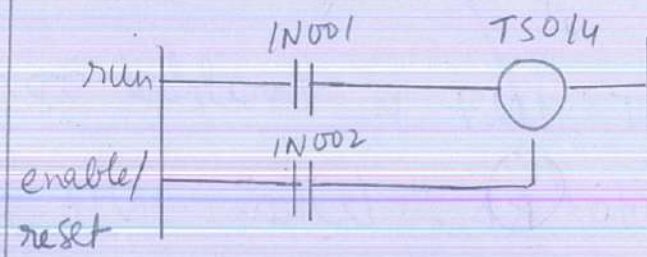 IN001 TS014
run
IN002
enable/
reset